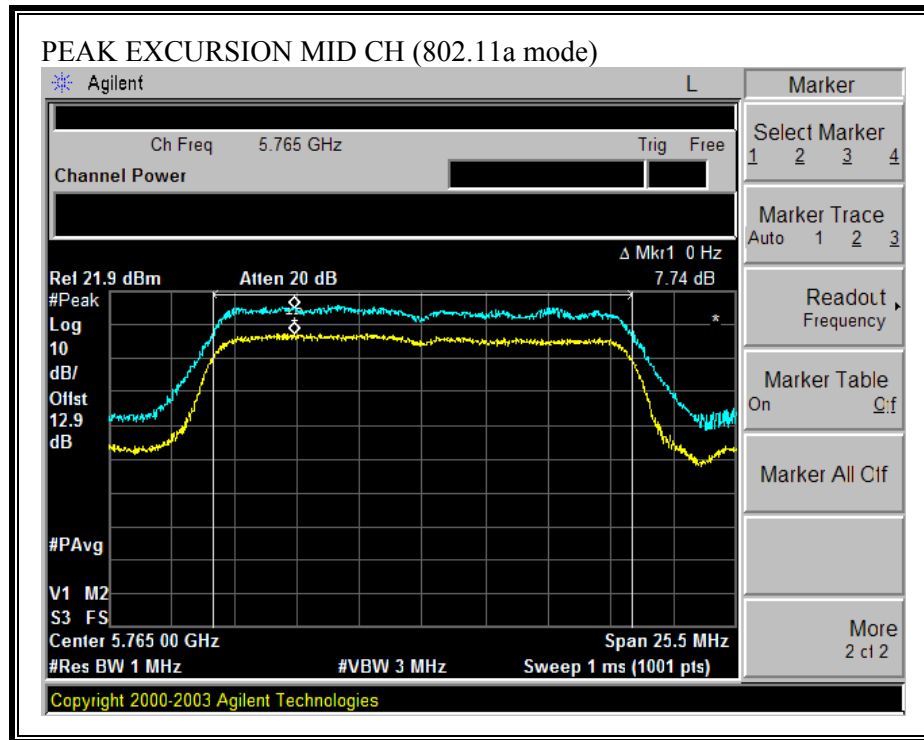 PEAK EXCURSION MID CH (802.11a mode)
Agilent L Marker
Ch Freq 5.765 GHz Trig Free
Channel Power
Select Marker
1 2 3 4
Marker Trace
Auto 1 2 3
Δ Mkr1 0 Hz
Ref 21.9 dBm Atten 20 dB 7.74 dB
#Peak
Log
10
dB/
Offst
12.9
dB
#PAvg
V1 M2
S3 FS
Readout
Frequency
Marker Table
On Off
Marker All Off
More
2 of 2
Center 5.765 00 GHz Span 25.5 MHz
#Res BW 1 MHz #VBW 3 MHz Sweep 1 ms (1001 pts)
Copyright 2000-2003 Agilent Technologies